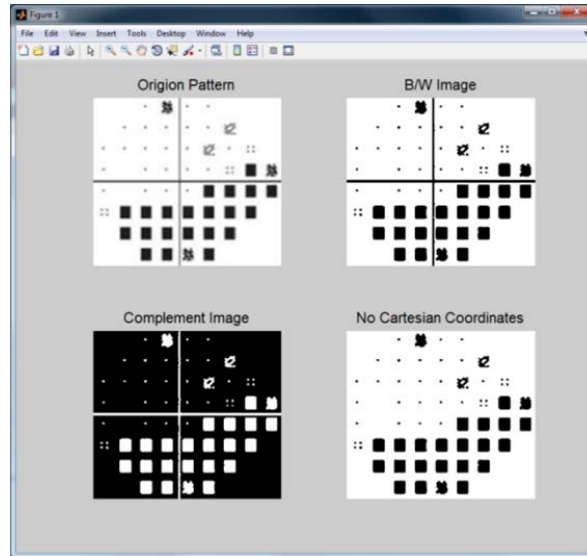 Figure 1
File Edit View Insert Tools Desktop Window Help
Origion Pattern
B/W Image
Complement Image
No Cartesian Coordinates